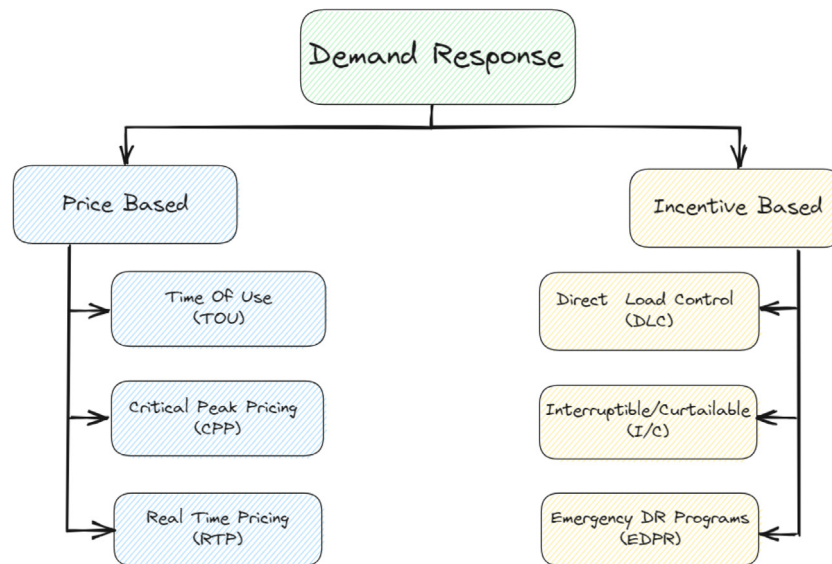 Demand Response
Price Based
Incentive Based
Time Of Use
(TOU)
Direct Load Control
(DLC)
Critical Peak Pricing
(CPP)
Interruptible/Curtailable
(I/C)
Real Time Pricing
(RTP)
Emergency DR Programs
(EDPR)